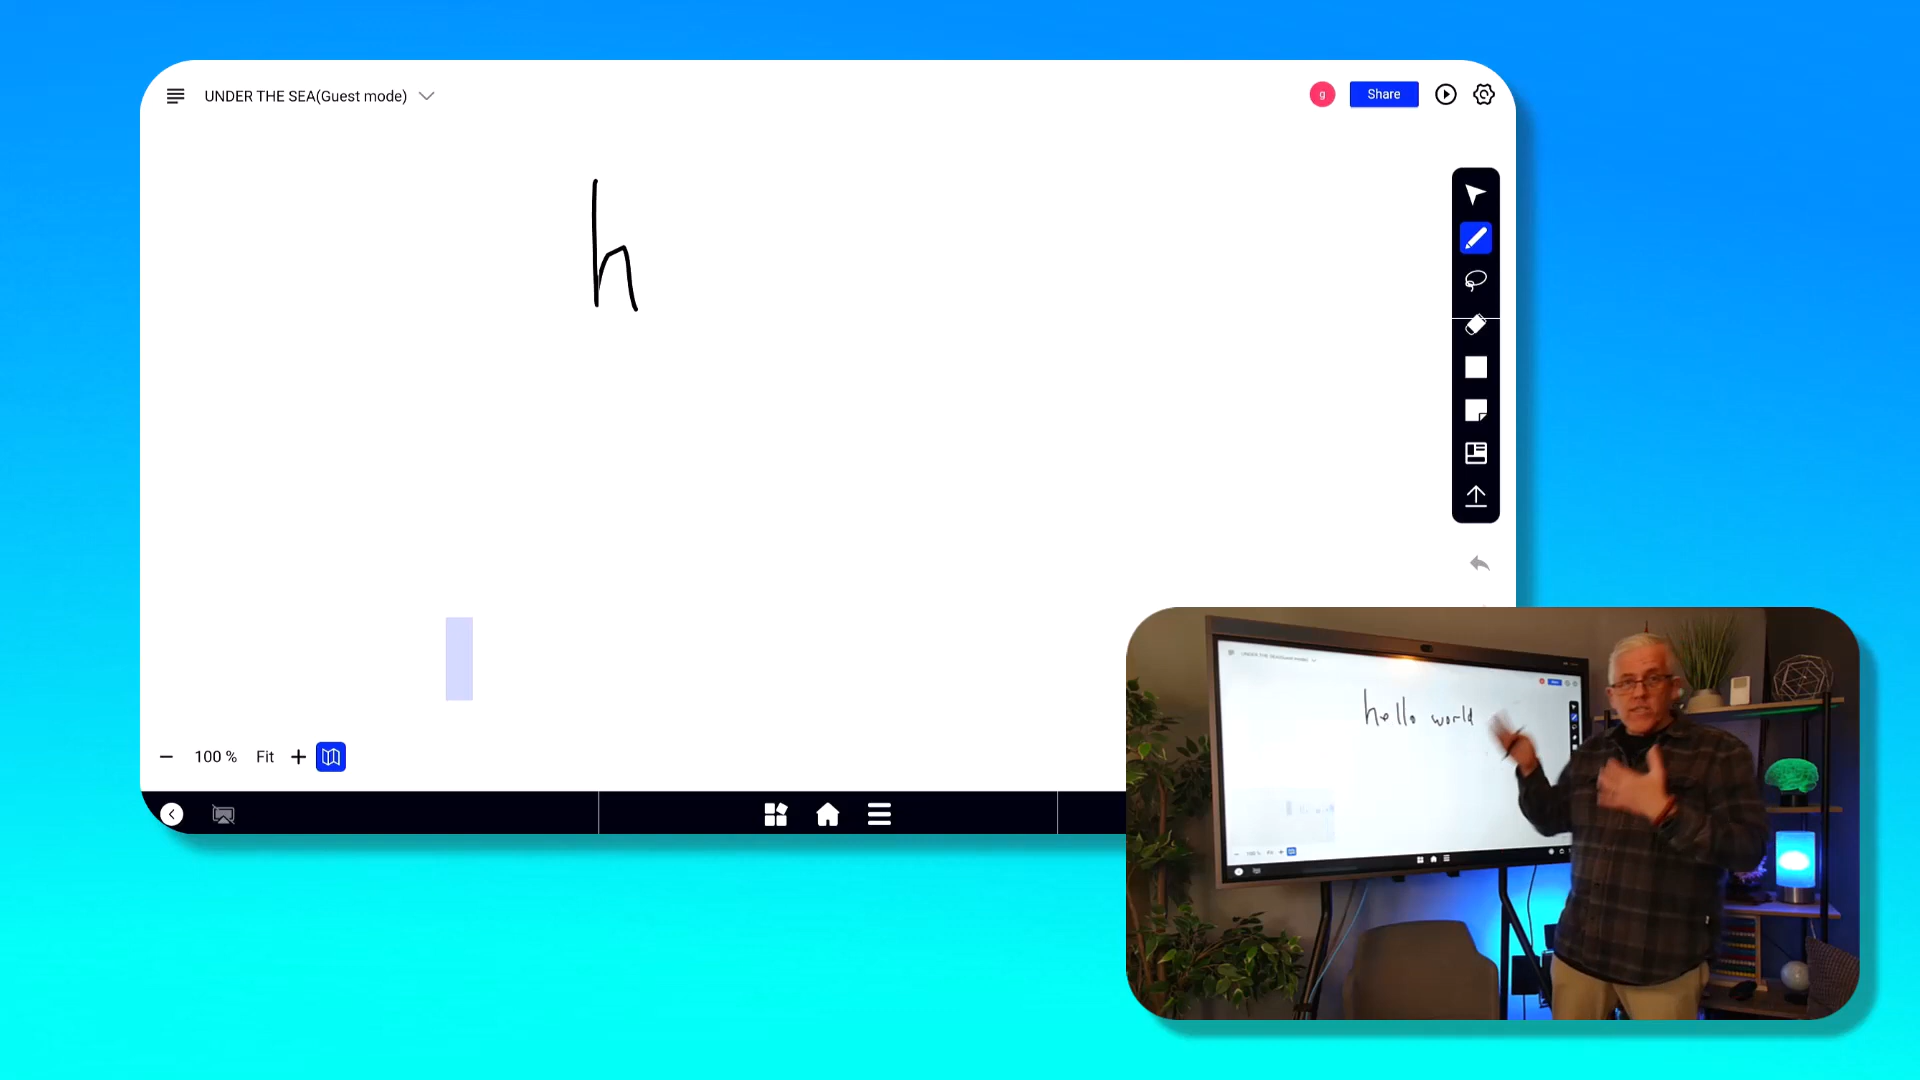 UNDER THE SEA(Guest mode)
g
Share
h
100 %
Fit
hello world